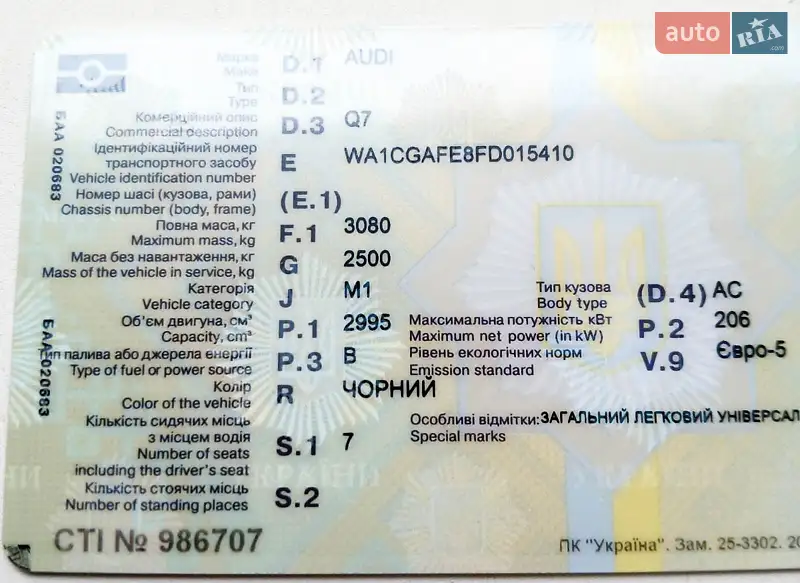 auto RIA.com
Марка
Make D.1 AUDI
Тип
Type D.2
Комерційний опис
Commercial description D.3 Q7
Ідентифікаційний номер
транспортного засобу
Vehicle identification number E WA1CGAFE8FD015410
Номер шасі (кузова, рами)
Chassis number (body, frame) (E.1)
Повна маса, кг
Maximum mass, kg F.1 3080
Маса без навантаження, кг
Mass of the vehicle in service, kg G 2500
Категорія
Vehicle category J M1
Тип кузова
Body type (D.4) AC
Об'єм двигуна, см³
Capacity, cm³ P.1 2995
Максимальна потужність кВт
Maximum net power (in kW) P.2 206
Тип палива або джерела енергії
Type of fuel or power source P.3 B
Рівень екологічних норм
Emission standard V.9 Євро-5
Колір
Color of the vehicle R ЧОРНИЙ
Особливі відмітки: ЗАГАЛЬНИЙ ЛЕГКОВИЙ УНІВЕРСАЛ
Special marks
Кількість сидячих місць
з місцем водія
Number of seats
including the driver's seat S.1 7
Кількість стоячих місць
Number of standing places S.2
БАА 020683
БАА020683
СТІ № 986707
ПК "Україна". Зам. 25-3302. 20